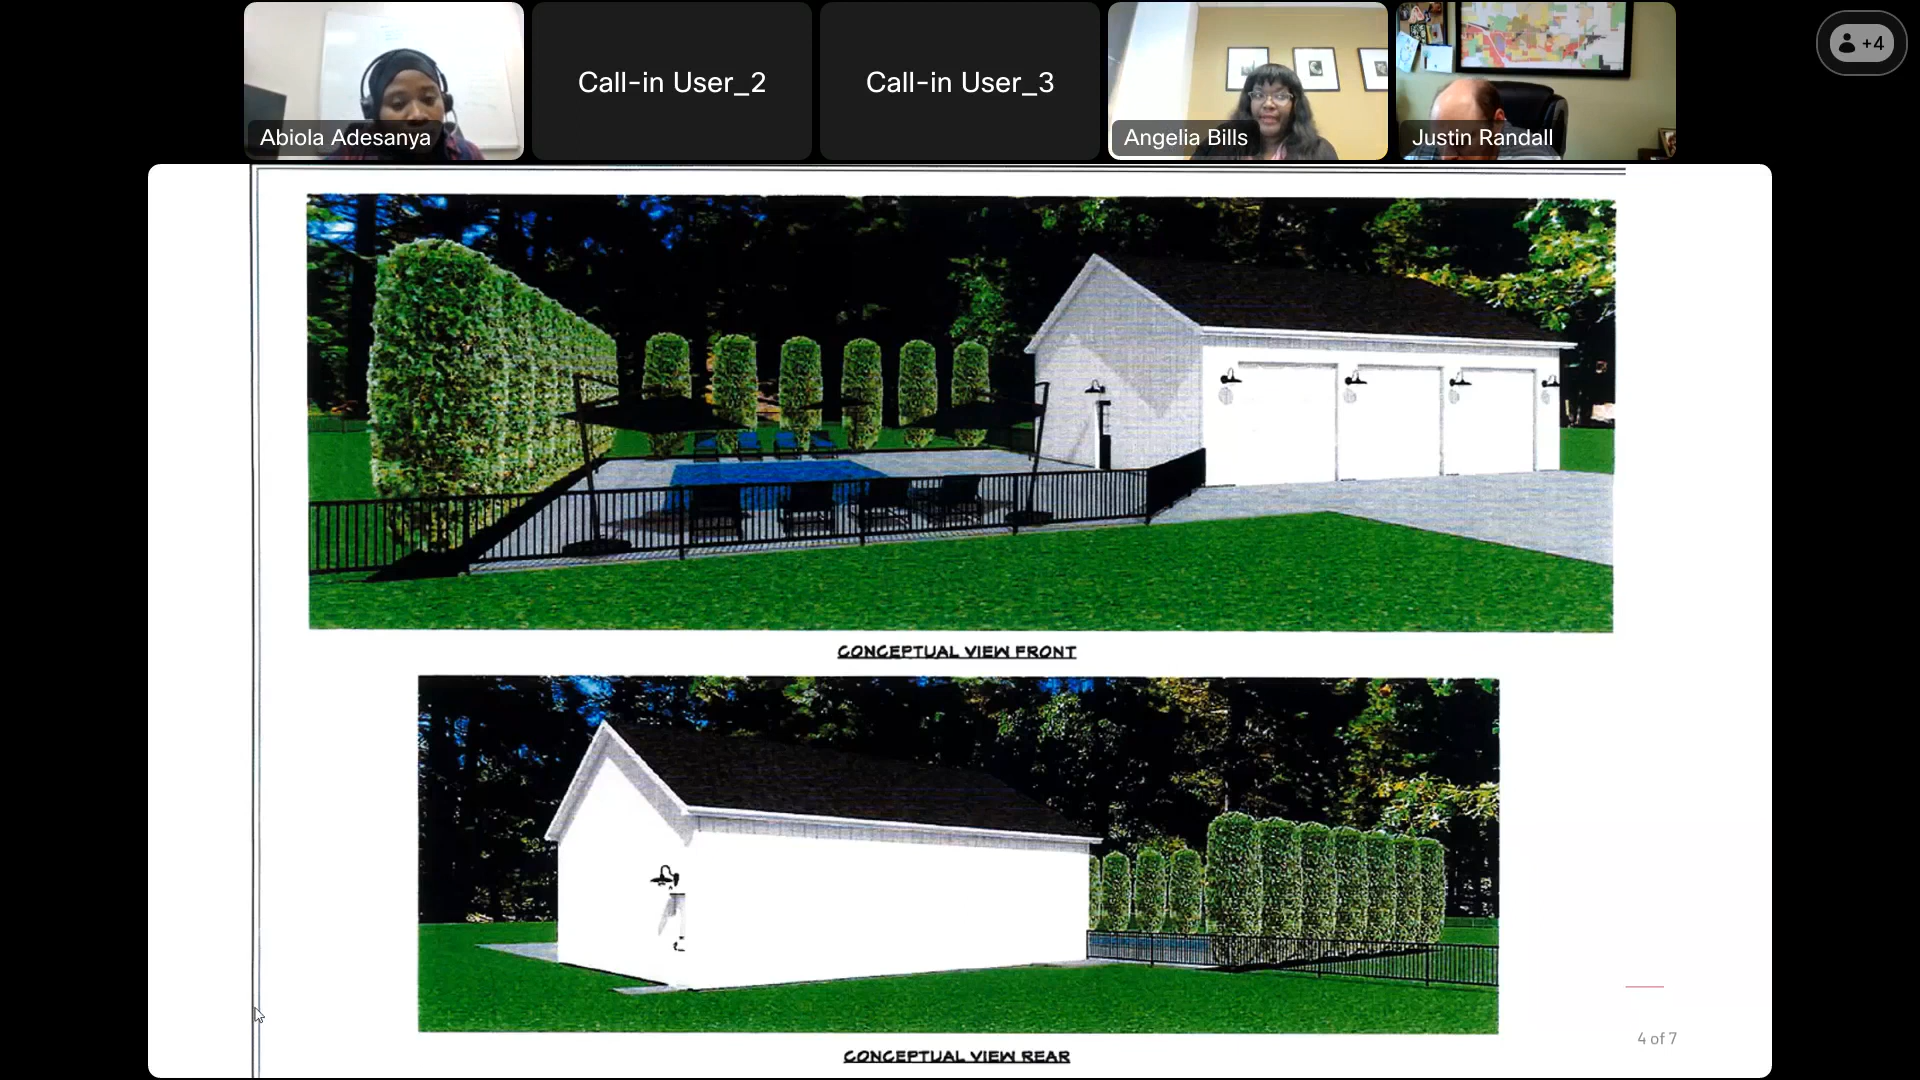 Abiola Adesanya
Call-in User_2
Call-in User_3
Angelia Bills
Justin Randall
+4
CONCEPTUAL VIEW FRONT
CONCEPTUAL VIEW REAR
4 of 7